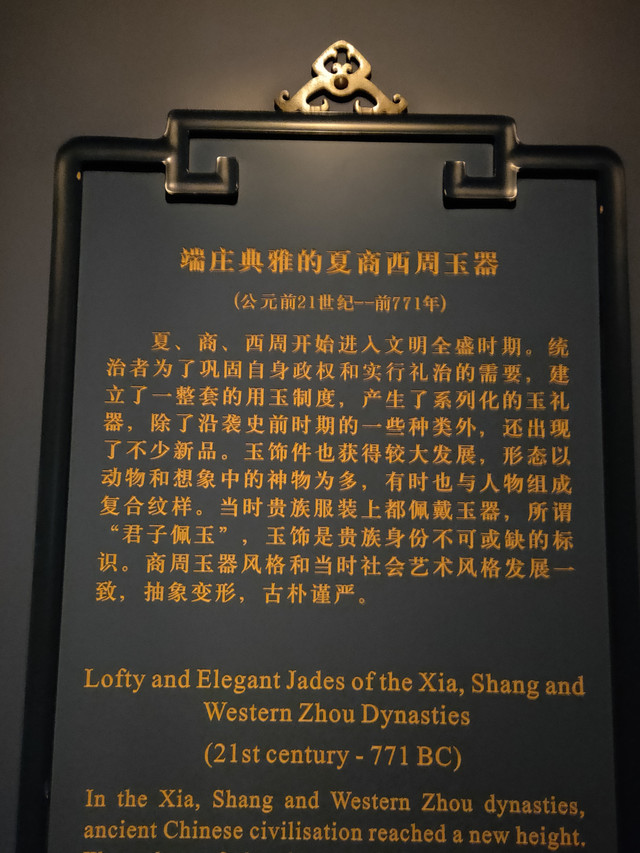 端庄典雅的夏商西周玉器
(公元前21世纪--前771年)
夏、商、西周开始进入文明全盛时期。统
治者为了巩固自身政权和实行礼治的需要，建
立了一整套的用玉制度，产生了系列化的玉礼
器，除了沿袭史前时期的一些种类外，还出现
了不少新品。玉饰件也获得较大发展，形态以
动物和想象中的神物为多，有时也与人物组成
复合纹样。当时贵族服装上都佩戴玉器，所谓
“君子佩玉”，玉饰是贵族身份不可或缺的标
识。商周玉器风格和当时社会艺术风格发展一
致，抽象变形，古朴谨严。
Lofty and Elegant Jades of the Xia, Shang and
Western Zhou Dynasties
(21st century - 771 BC)
In the Xia, Shang and Western Zhou dynasties,
ancient Chinese civilisation reached a new height.